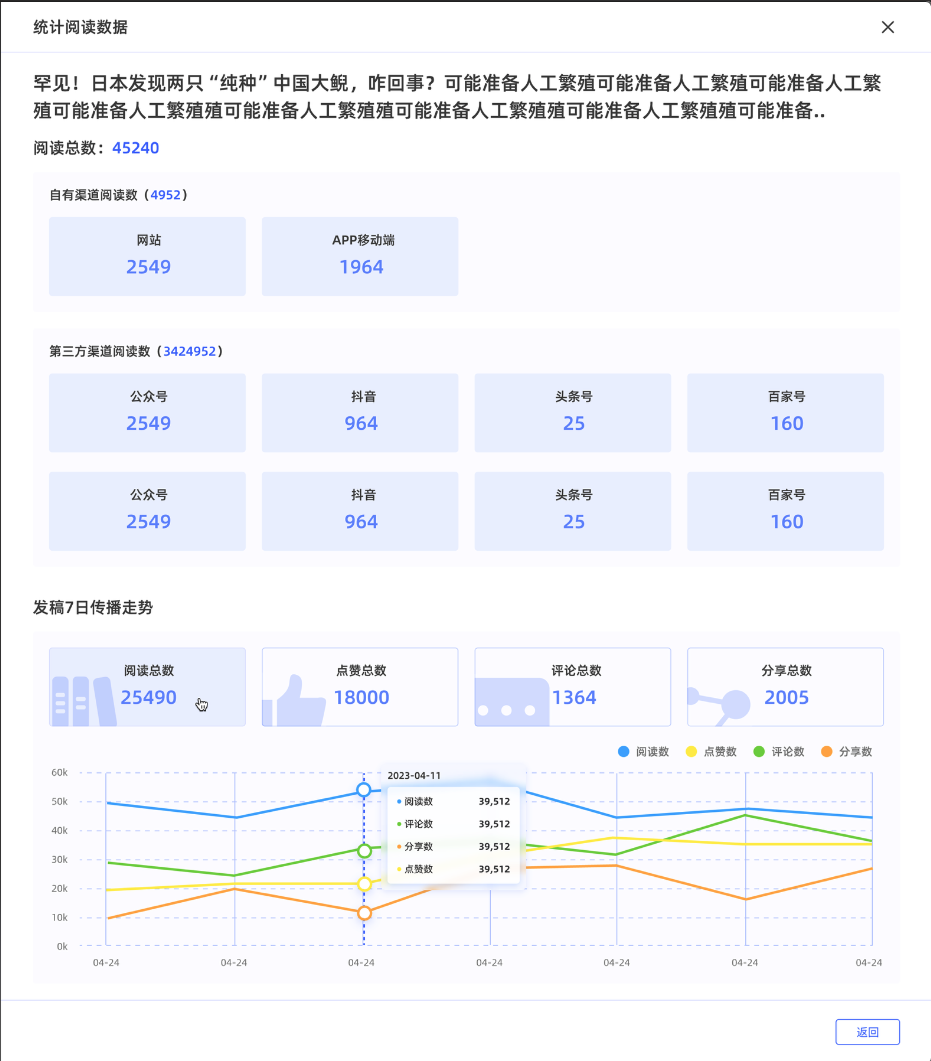 统计阅读数据
罕见！日本发现两只“纯种”中国大鲵，咋回事？可能准备人工繁殖可能准备人工繁殖可能准备人工繁
殖可能准备人工繁殖殖可能准备人工繁殖殖可能准备人工繁殖殖可能准备人工繁殖殖可能准备..
阅读总数：45240
自有渠道阅读数（4952）
网站
2549
APP移动端
1964
第三方渠道阅读数（3424952）
公众号
2549
抖音
964
头条号
25
百家号
160
公众号
2549
抖音
964
头条号
25
百家号
160
发稿7日传播走势
阅读总数
25490
点赞总数
18000
评论总数
1364
分享总数
2005
阅读数 点赞数 评论数 分享数
60k
50k
40k
30k
20k
10k
0k
2023-04-11
阅读数 39,512
评论数 39,512
分享数 39,512
点赞数 39,512
04-24 04-24 04-24 04-24 04-24 04-24 04-24
返回